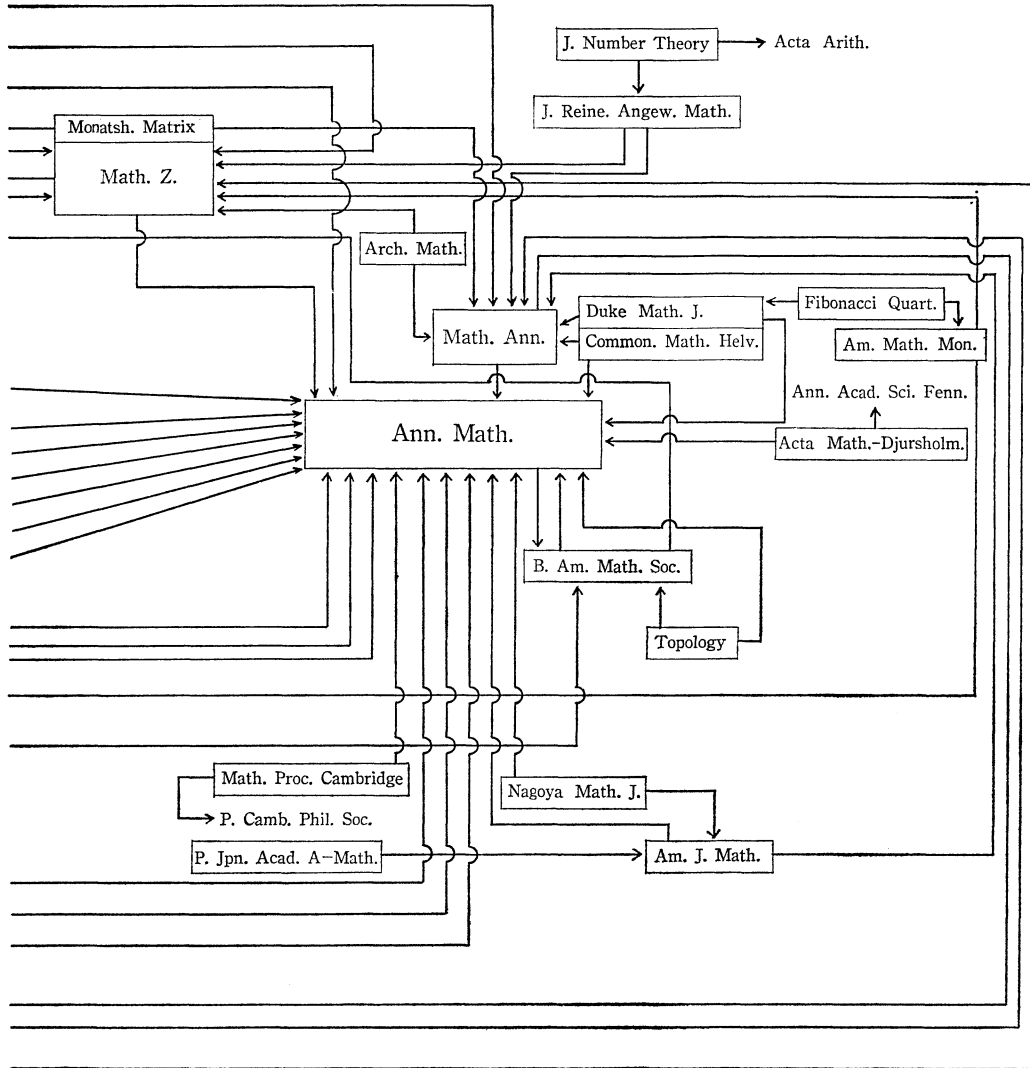 J. Number Theory
Acta Arith.
J. Reine. Angew. Math.
Monatsh. Matrix
Math. Z.
Arch. Math.
Duke Math. J.
Fibonacci Quart.
Math. Ann.
Common. Math. Helv.
Am. Math. Mon.
Ann. Acad. Sci. Fenn.
Ann. Math.
Acta Math.-Djursholm.
B. Am. Math. Soc.
Topology
Math. Proc. Cambridge
Nagoya Math. J.
P. Camb. Phil. Soc.
P. Jpn. Acad. A-Math.
Am. J. Math.